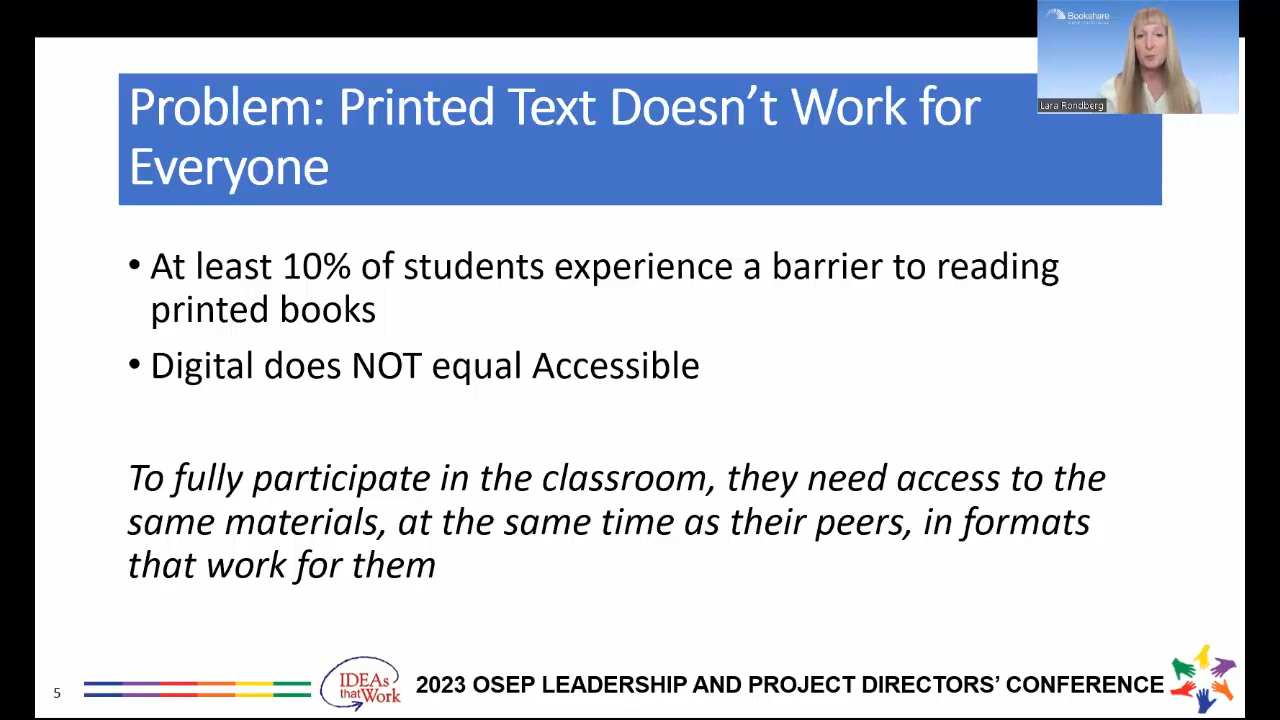 Bookshare
Lara Rondberg
Problem: Printed Text Doesn't Work for
Everyone
• At least 10% of students experience a barrier to reading
printed books
• Digital does NOT equal Accessible
To fully participate in the classroom, they need access to the
same materials, at the same time as their peers, in formats
that work for them
5
IDEAs
that Work
2023 OSEP LEADERSHIP AND PROJECT DIRECTORS' CONFERENCE